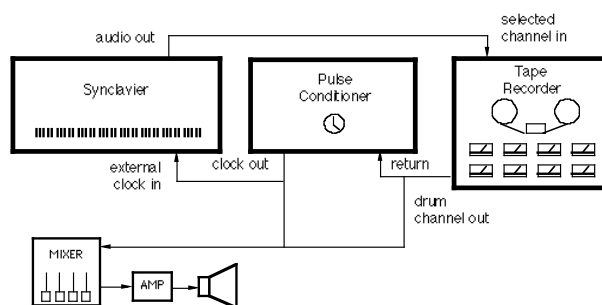 audio out
selected
channel in
Synclavier
Pulse
Conditioner
Tape
Recorder
external
clock in
clock out
return
drum
channel out
MIXER
AMP